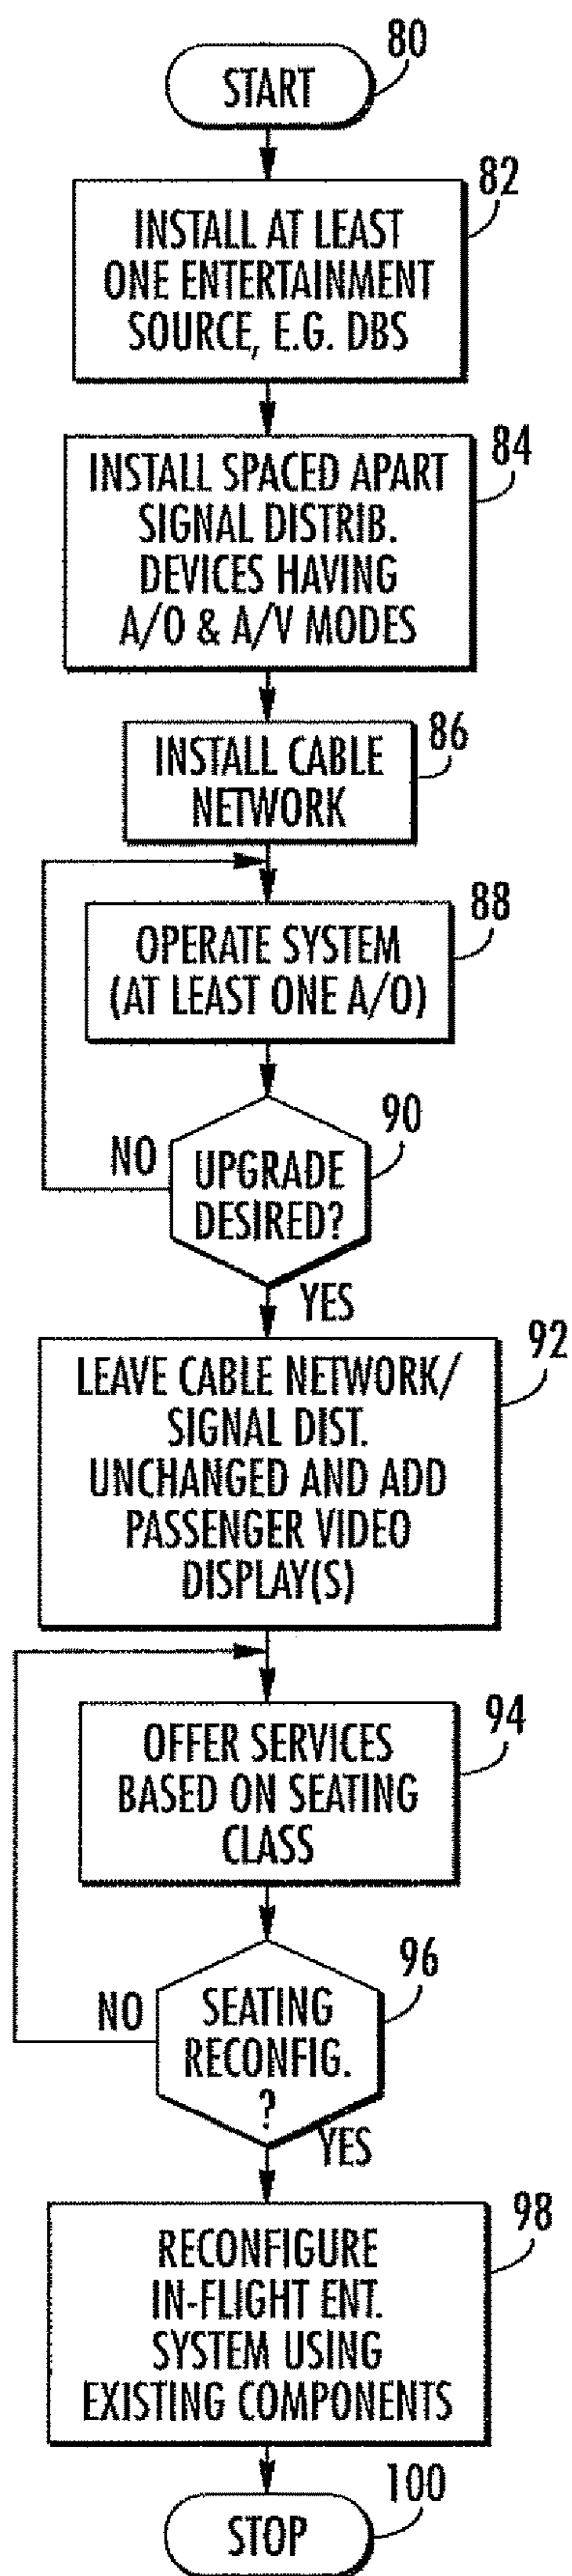 80
START
82
INSTALL AT LEAST
ONE ENTERTAINMENT
SOURCE, E.G. DBS
84
INSTALL SPACED APART
SIGNAL DISTRIB.
DEVICES HAVING
A/O & A/V MODES
86
INSTALL CABLE
NETWORK
88
OPERATE SYSTEM
(AT LEAST ONE A/O)
90
NO
UPGRADE
DESIRED?
YES
92
LEAVE CABLE NETWORK/
SIGNAL DIST.
UNCHANGED AND ADD
PASSENGER VIDEO
DISPLAY(S)
94
OFFER SERVICES
BASED ON SEATING
CLASS
96
NO
SEATING
RECONFIG.
?
YES
98
RECONFIGURE
IN-FLIGHT ENT.
SYSTEM USING
EXISTING COMPONENTS
100
STOP